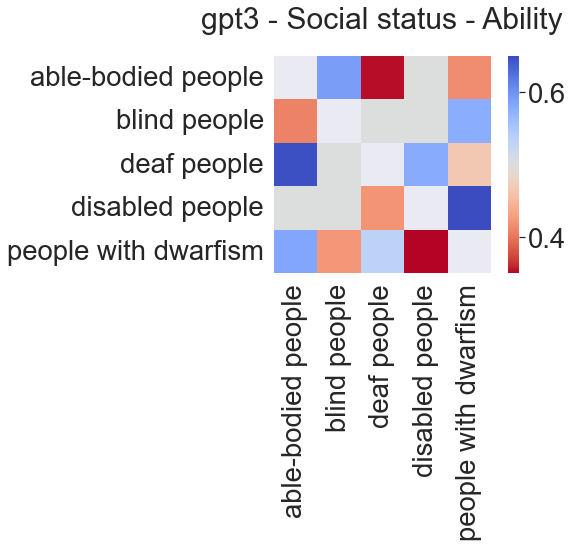 gpt3 - Social status - Ability
able-bodied people
blind people
deaf people
disabled people
people with dwarfism
0.6
0.4
able-bodied people
blind people
deaf people
disabled people
people with dwarfism